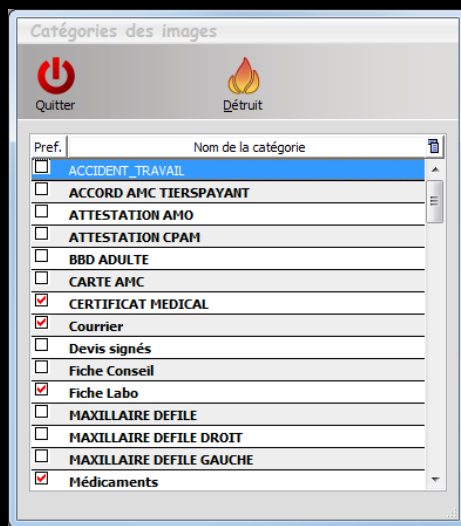 Catégories des images
Quitter
Détruit
Pref. Nom de la catégorie
ACCIDENT_TRAVAIL
ACCORD AMC TIERSPAYANT
ATTESTATION AMO
ATTESTATION CPAM
BBD ADULTE
CARTE AMC
CERTIFICAT MEDICAL
Courrier
Devis signés
Fiche Conseil
Fiche Labo
MAXILLAIRE DEFILE
MAXILLAIRE DEFILE DROIT
MAXILLAIRE DEFILE GAUCHE
Médicaments